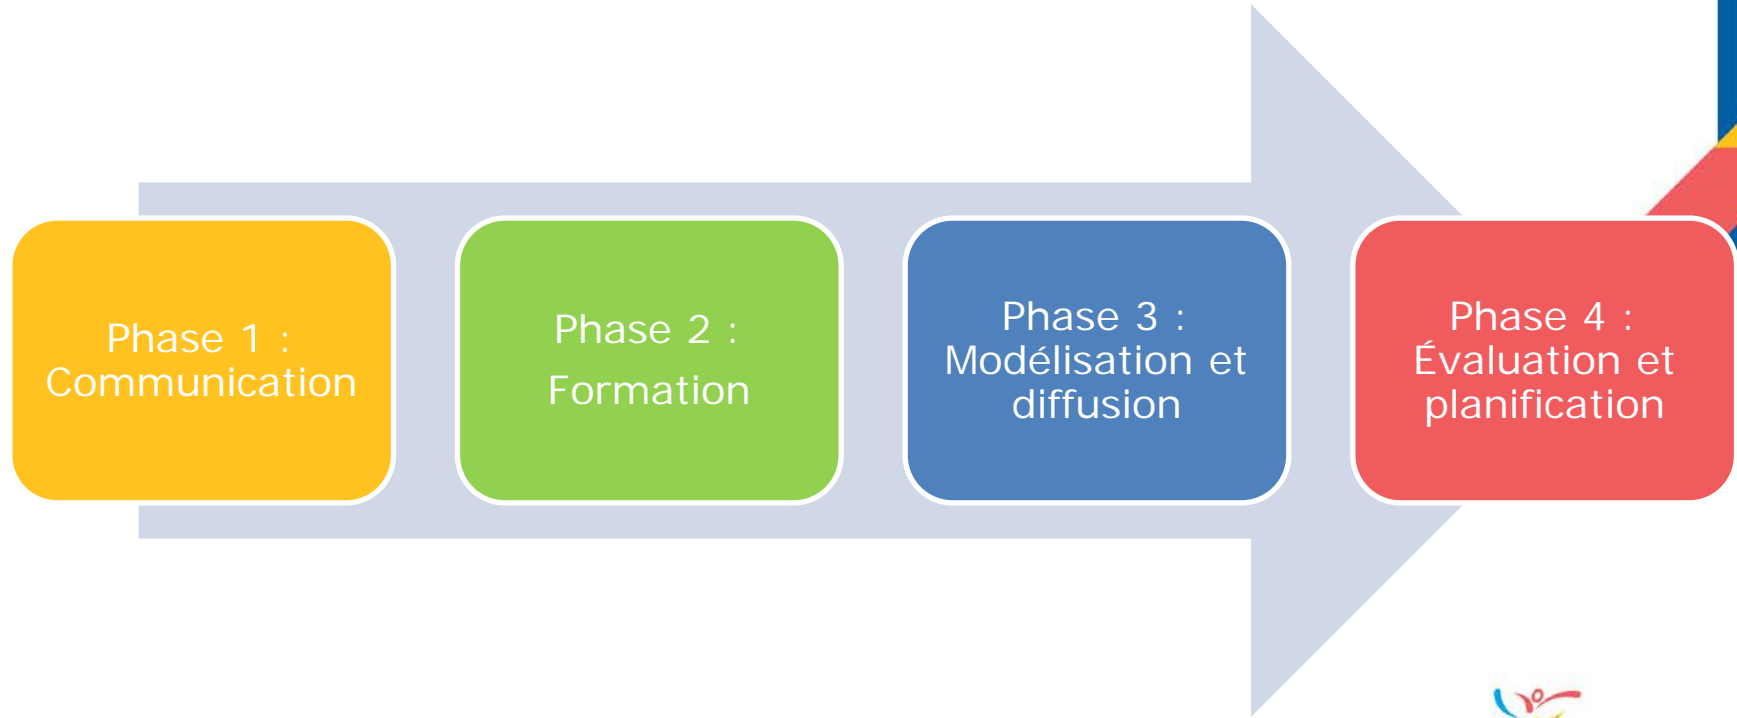 Phase 1 :
Communication
Phase 2 :
Formation
Phase 3 :
Modélisation et
diffusion
Phase 4 :
Évaluation et
planification